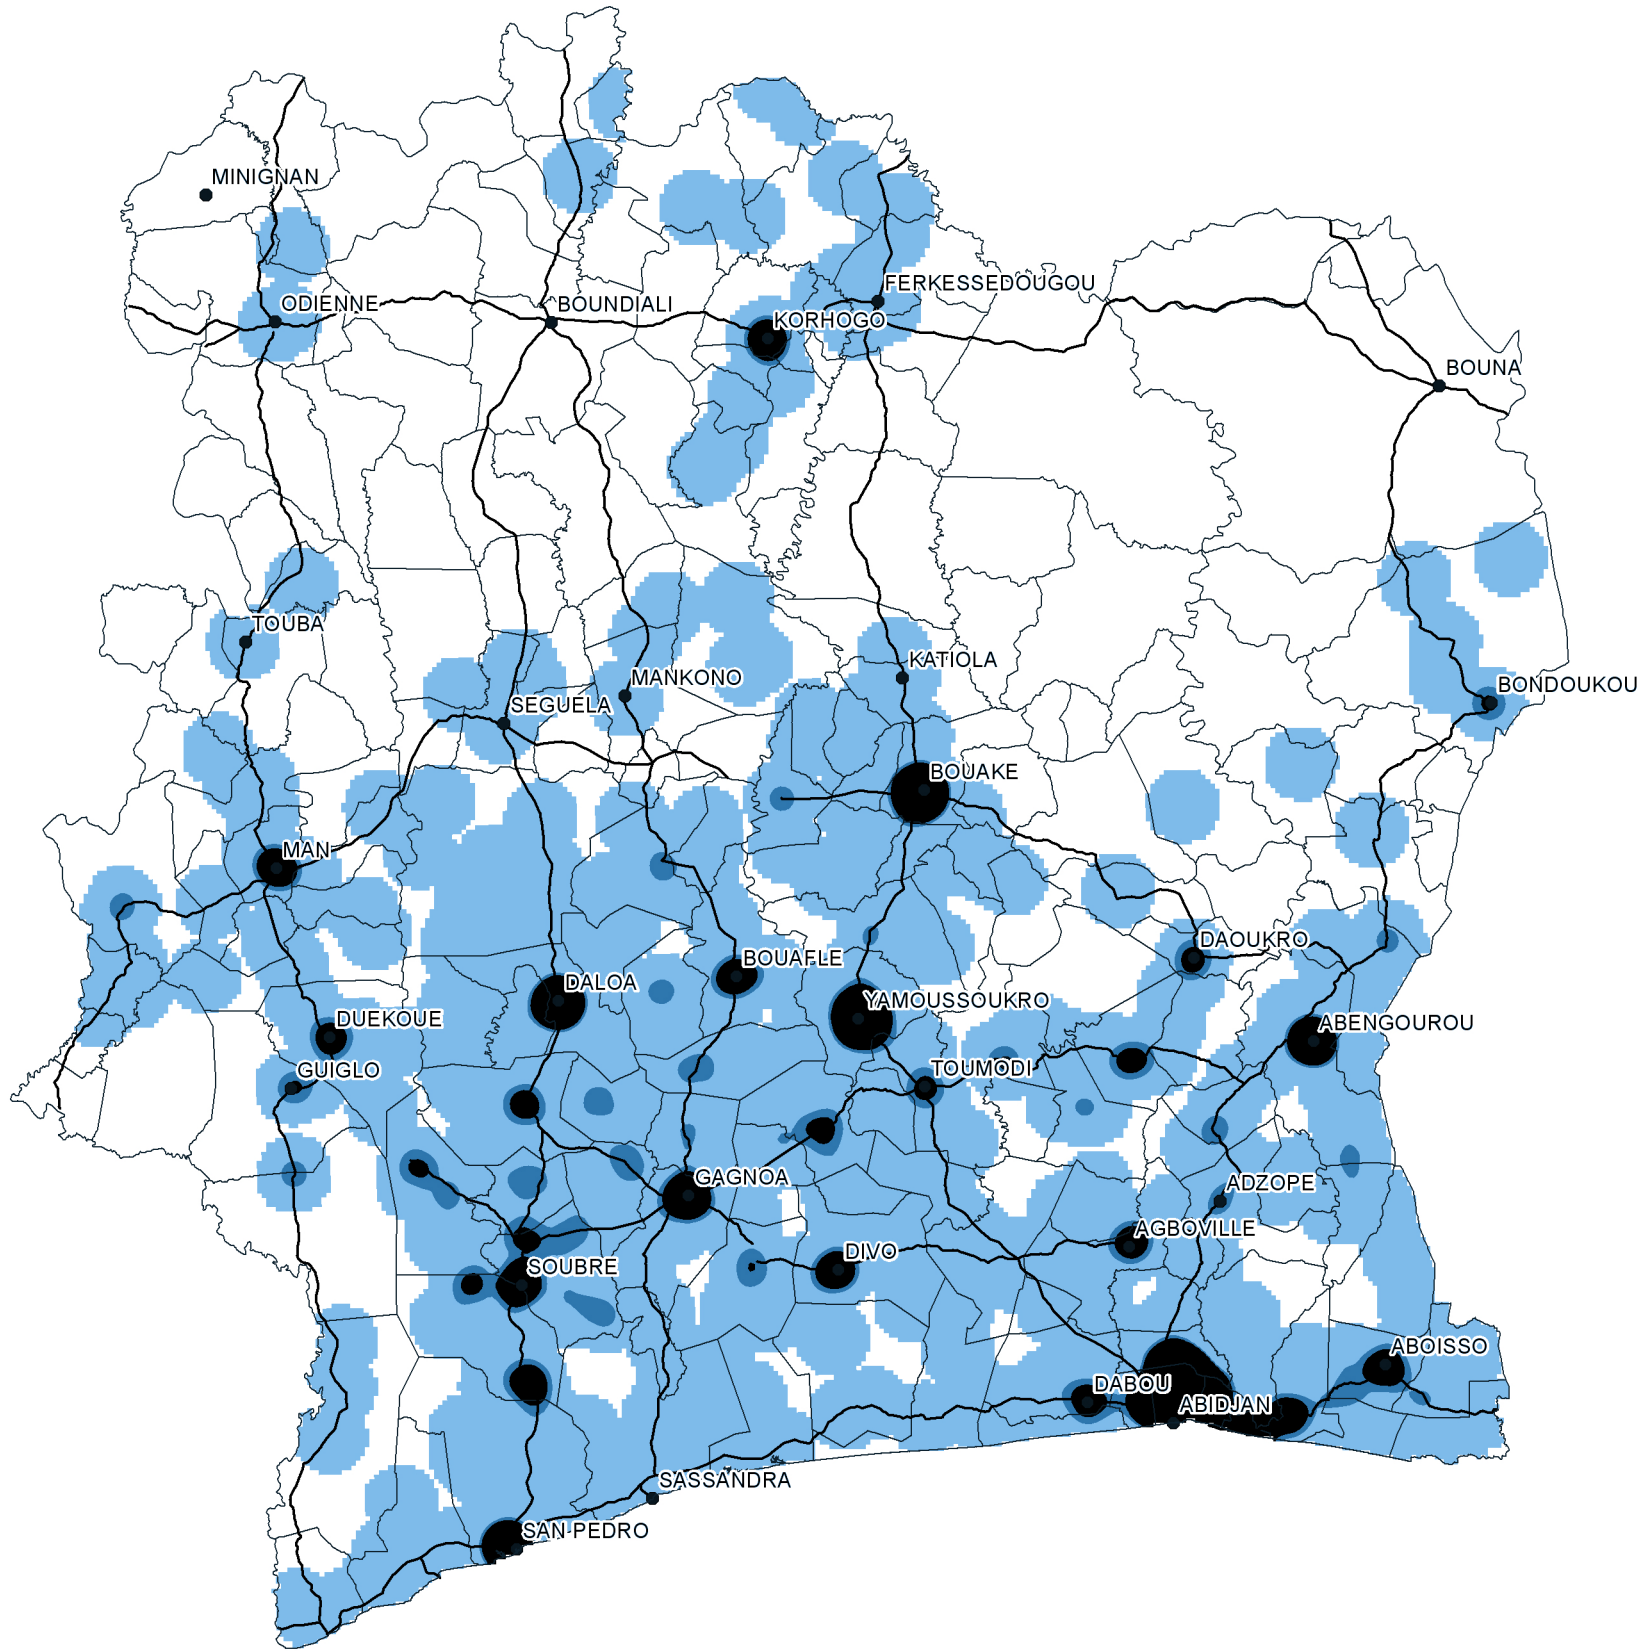 MINIGNAN
ODIENNE
BOUNDIALI
FERKESSEDOUGOU
KORHOGO
BOUNA
TOUBA
KATIOLA
MANKONO
BONDOUKOU
SEGUELA
BOUAKE
MAN
DAOUKRO
BOUAFLE
DALOA
YAMOUSSOUKRO
DUEKOUE
ABENGOUROU
GUIGLO
TOUMODI
GAGNOA
ADZOPE
AGBOVILLE
DIVO
SOUBRE
ABOISSO
DABOU
ABIDJAN
SASSANDRA
SAN PEDRO